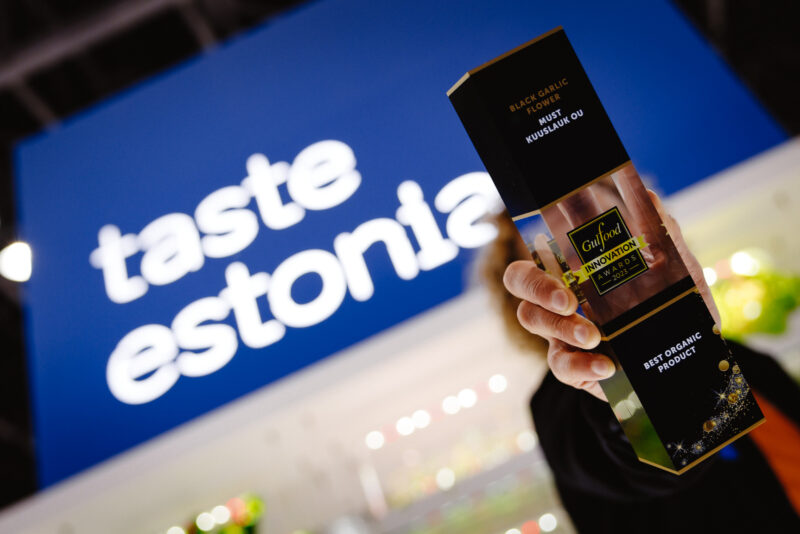 taste
estonia
BLACK GARLIC
FLOWER
MUST
KUUSLAUK OU
Gulfood
INNOVATION
AWARDS
2023
BEST ORGANIC
PRODUCT